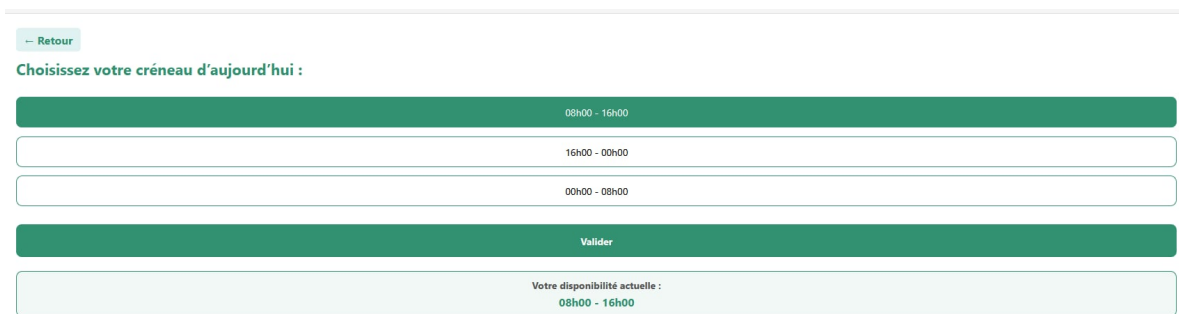 ← Retour
Choisissez votre créneau d’aujourd’hui :
08h00 - 16h00
16h00 - 00h00
00h00 - 08h00
Valider
Votre disponibilité actuelle :
08h00 - 16h00